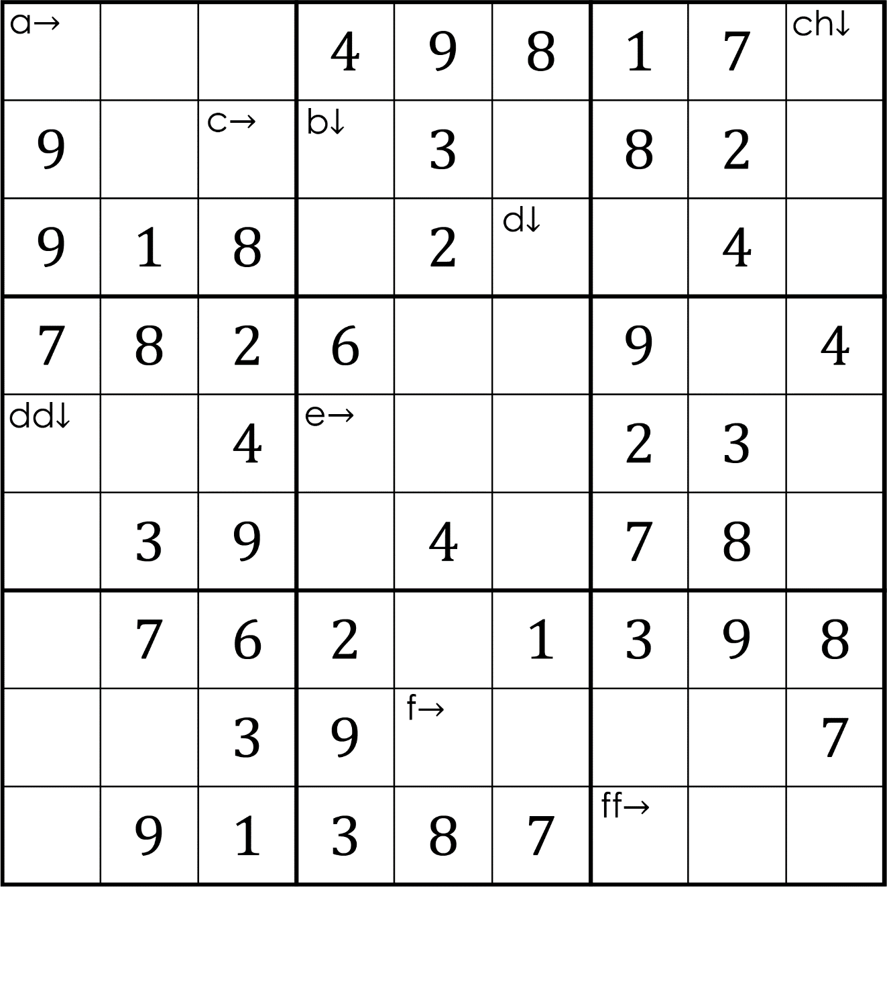 a→ 4 9 8 1 7 ch↓
9 c→ b↓ 3 8 2
9 1 8 2 d↓ 4
7 8 2 6 9 4
dd↓ 4 e→ 2 3
3 9 4 7 8
7 6 2 1 3 9 8
3 9 f→ 7
9 1 3 8 7 ff→